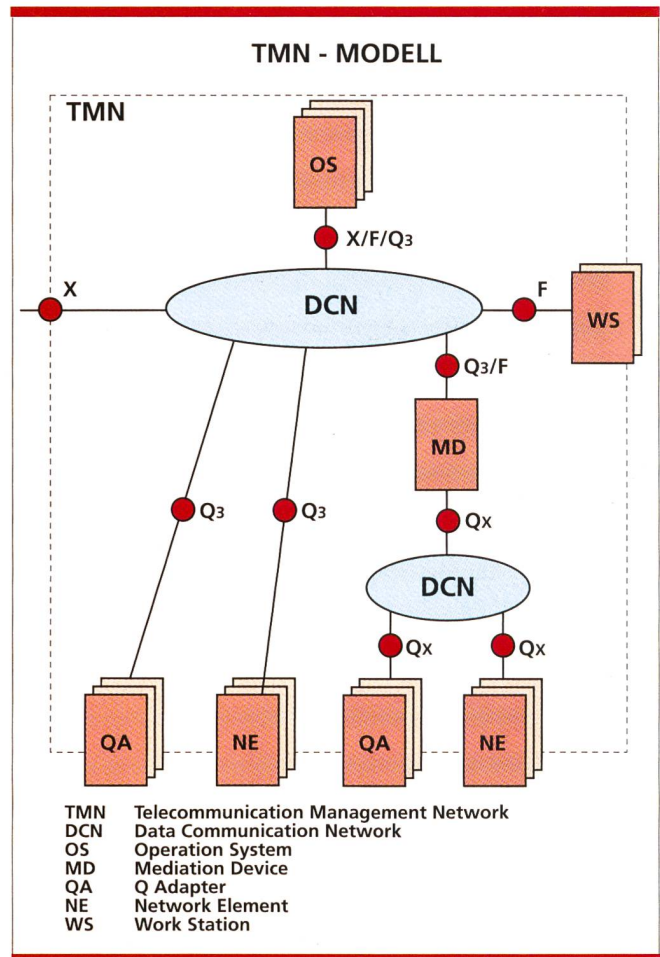 TMN - MODELL
TMN
OS
X/F/Q3
X
DCN
F
WS
Q3/F
MD
Q3
Q3
Qx
DCN
Qx
Qx
QA
NE
QA
NE
TMN Telecommunication Management Network
DCN Data Communication Network
OS Operation System
MD Mediation Device
QA Q Adapter
NE Network Element
WS Work Station